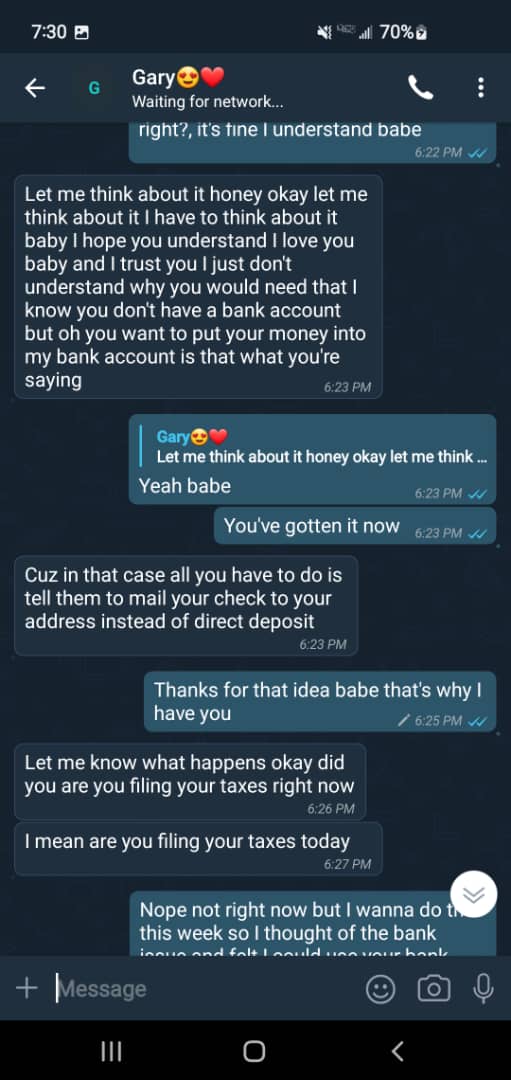 7:30
70%
G
Gary😍❤️
Waiting for network...
right?, it's fine I understand babe
6:22 PM
Let me think about it honey okay let me
think about it I have to think about it
baby I hope you understand I love you
baby and I trust you I just don't
understand why you would need that I
know you don't have a bank account
but oh you want to put your money into
my bank account is that what you're
saying
6:23 PM
Gary😍❤️
Let me think about it honey okay let me think ...
Yeah babe
6:23 PM
You've gotten it now
6:23 PM
Cuz in that case all you have to do is
tell them to mail your check to your
address instead of direct deposit
6:23 PM
Thanks for that idea babe that's why I
have you
6:25 PM
Let me know what happens okay did
you are you filing your taxes right now
6:26 PM
I mean are you filing your taxes today
6:27 PM
Nope not right now but I wanna do
this week so I thought of the bank
issue and felt I could use your bank
Message